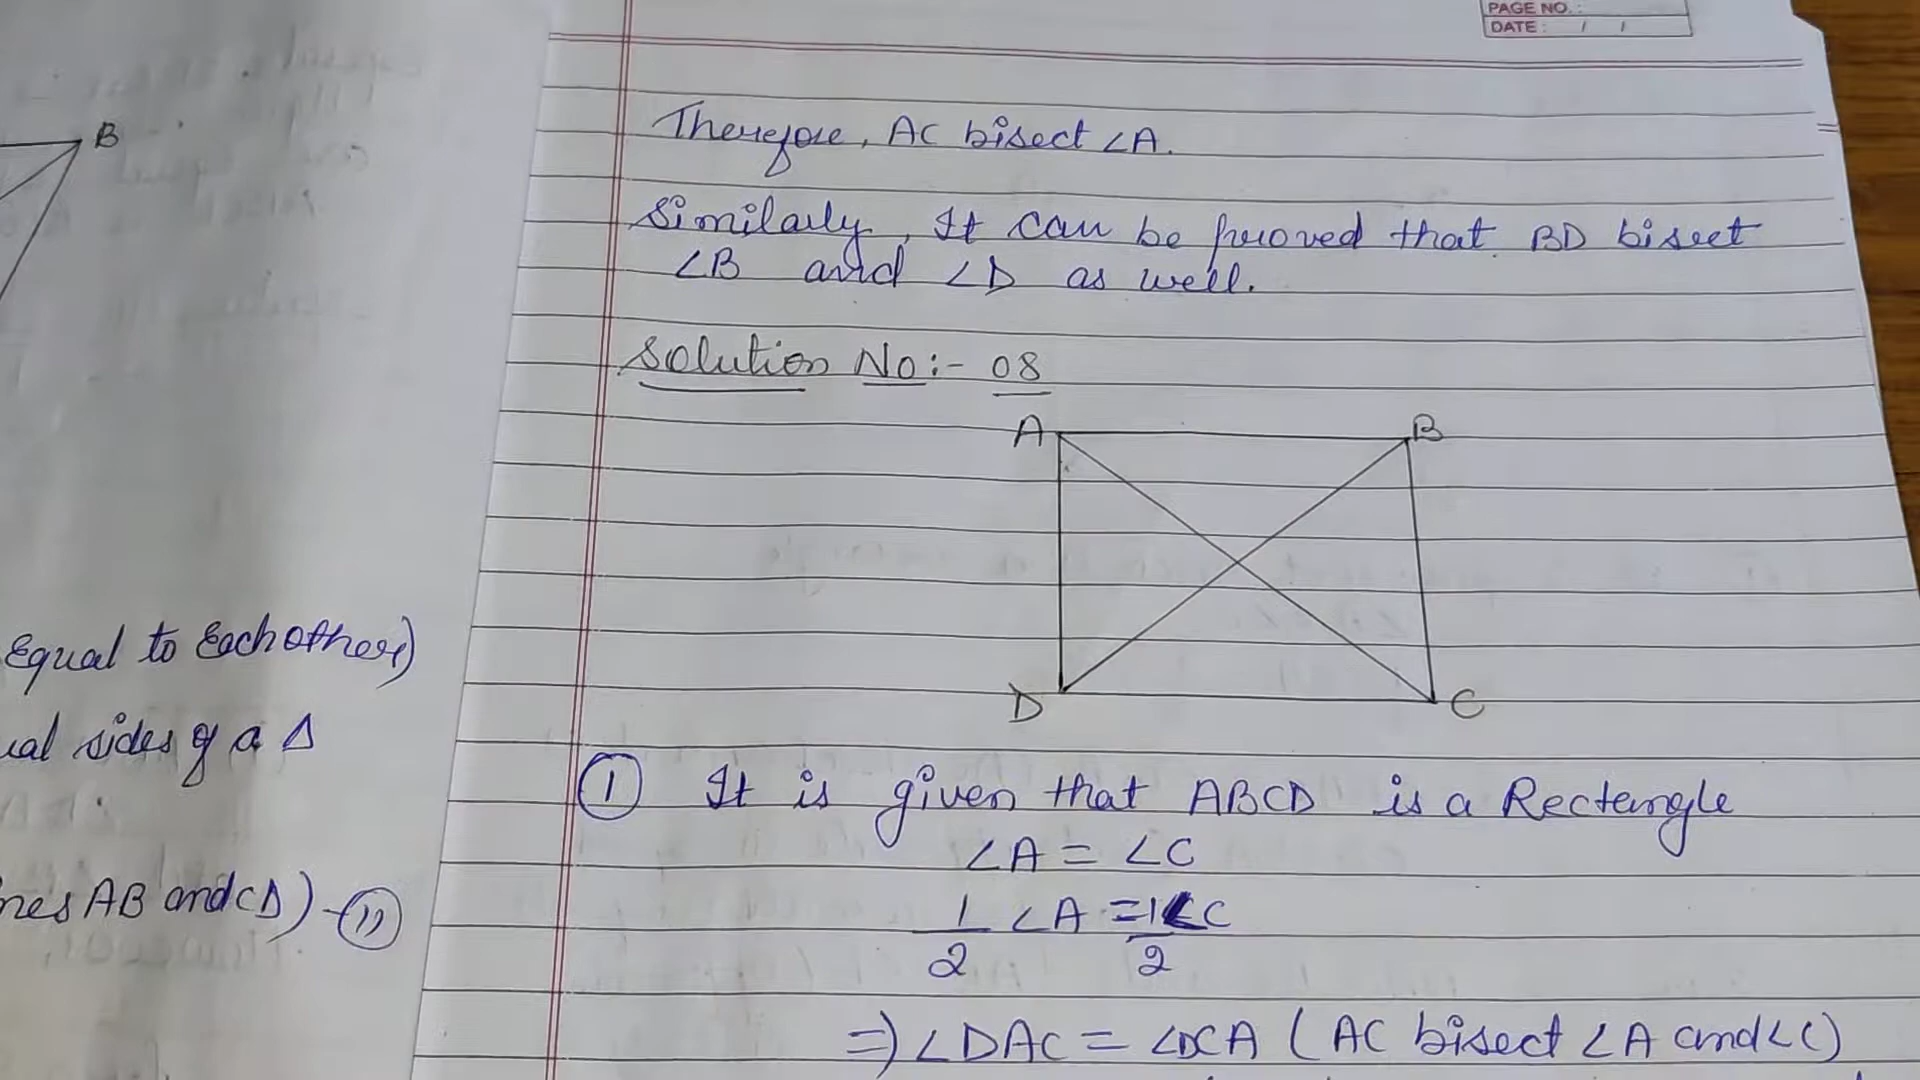 PAGE NO. :
DATE : / /
B
Therefore, AC bisect ∠A.
Similarly, It can be proved that BD bisect
∠B and ∠D as well.
Solution No:- 08
A B
D C
Equal to Each other)
ual sides of a Δ
nes AB and CD) - (ii)
(1) It is given that ABCD is a Rectangle
∠A = ∠C
1/2 ∠A = 1/2 ∠C
=> ∠DAC = ∠DCA ( AC bisect ∠A and ∠C)